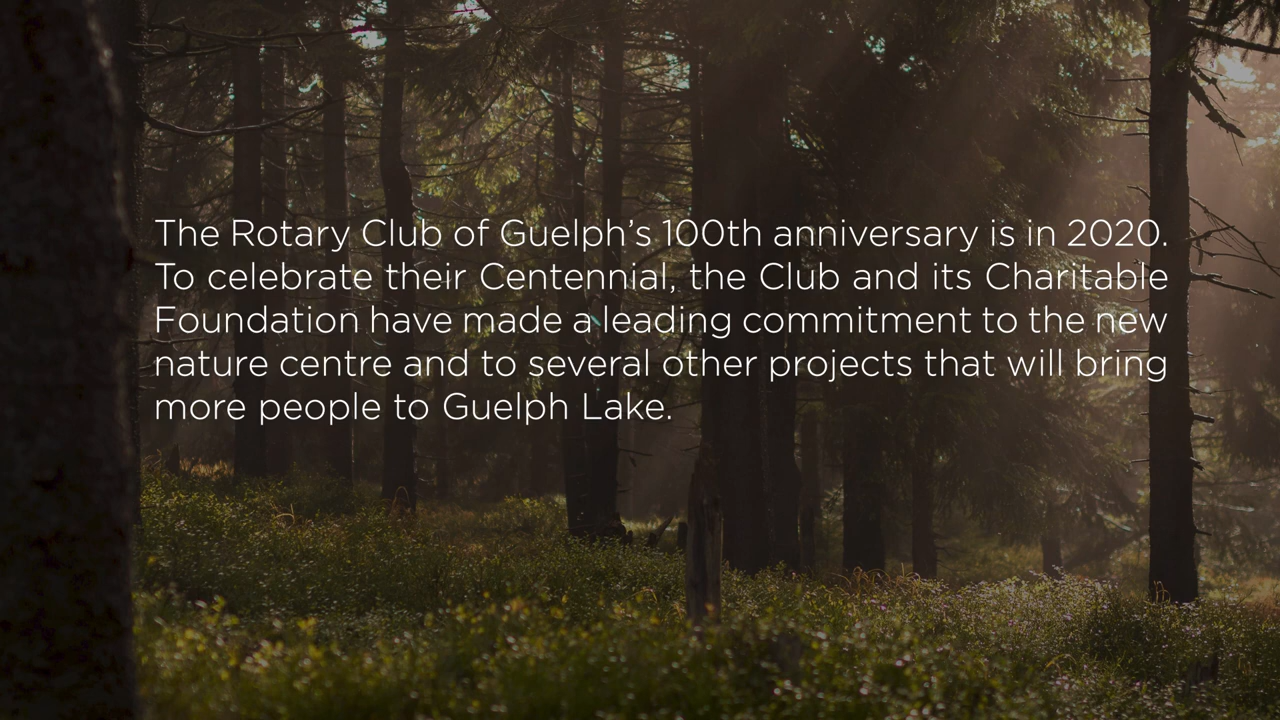 The Rotary Club of Guelph’s 100th anniversary is in 2020.
To celebrate their Centennial, the Club and its Charitable
Foundation have made a leading commitment to the new
nature centre and to several other projects that will bring
more people to Guelph Lake.